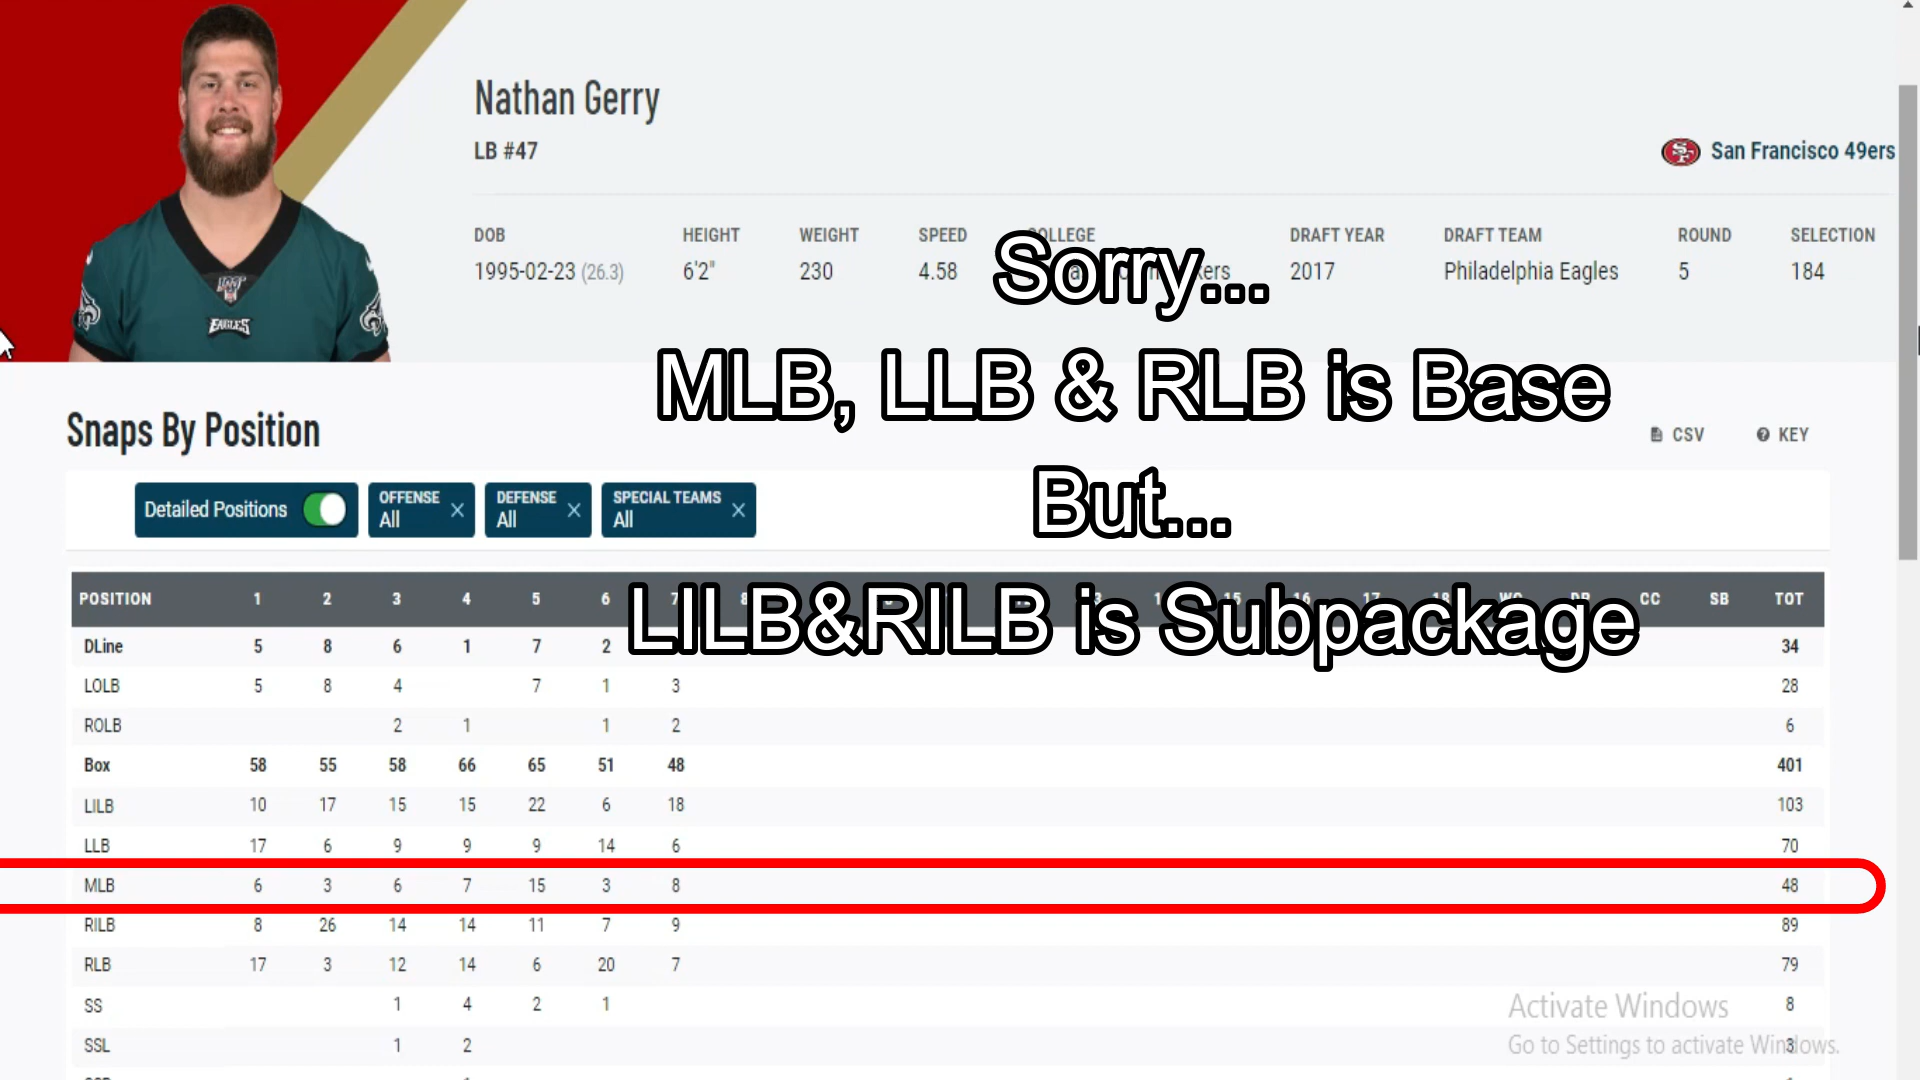 Nathan Gerry
LB #47
San Francisco 49ers
DOB HEIGHT WEIGHT SPEED COLLEGE DRAFT YEAR DRAFT TEAM ROUND SELECTION
1995-02-23 (26.3) 6'2" 230 4.58 2017 Philadelphia Eagles 5 184
EAGLES
Sorry...
MLB, LLB & RLB is Base
But...
LILB&RILB is Subpackage
Snaps By Position
CSV KEY
Detailed Positions OFFENSE All DEFENSE All SPECIAL TEAMS All
POSITION 1 2 3 4 5 6 7 15 16 17 18 CC SB TOT
DLine 5 8 6 1 7 2 34
LOLB 5 8 4 7 1 3 28
ROLB 2 1 1 2 6
Box 58 55 58 66 65 51 48 401
LILB 10 17 15 15 22 6 18 103
LLB 17 6 9 9 9 14 6 70
MLB 6 3 6 7 15 3 8 48
RILB 8 26 14 14 11 7 9 89
RLB 17 3 12 14 6 20 7 79
SS 1 4 2 1 8
SSL 1 2 3
Activate Windows
Go to Settings to activate Windows.